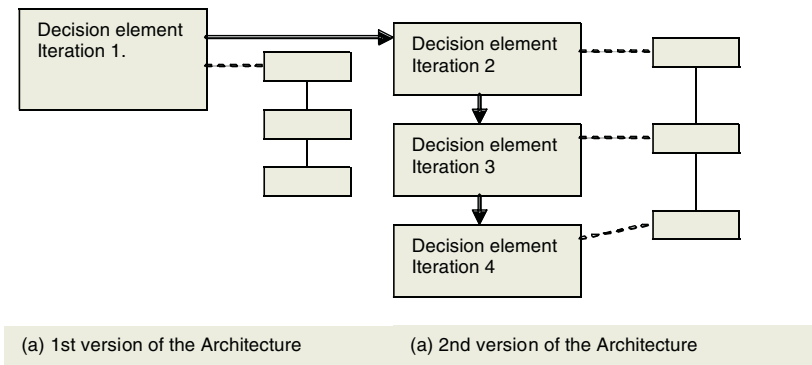 Decision element
Iteration 1.
Decision element
Iteration 2
Decision element
Iteration 3
Decision element
Iteration 4
(a) 1st version of the Architecture
(a) 2nd version of the Architecture